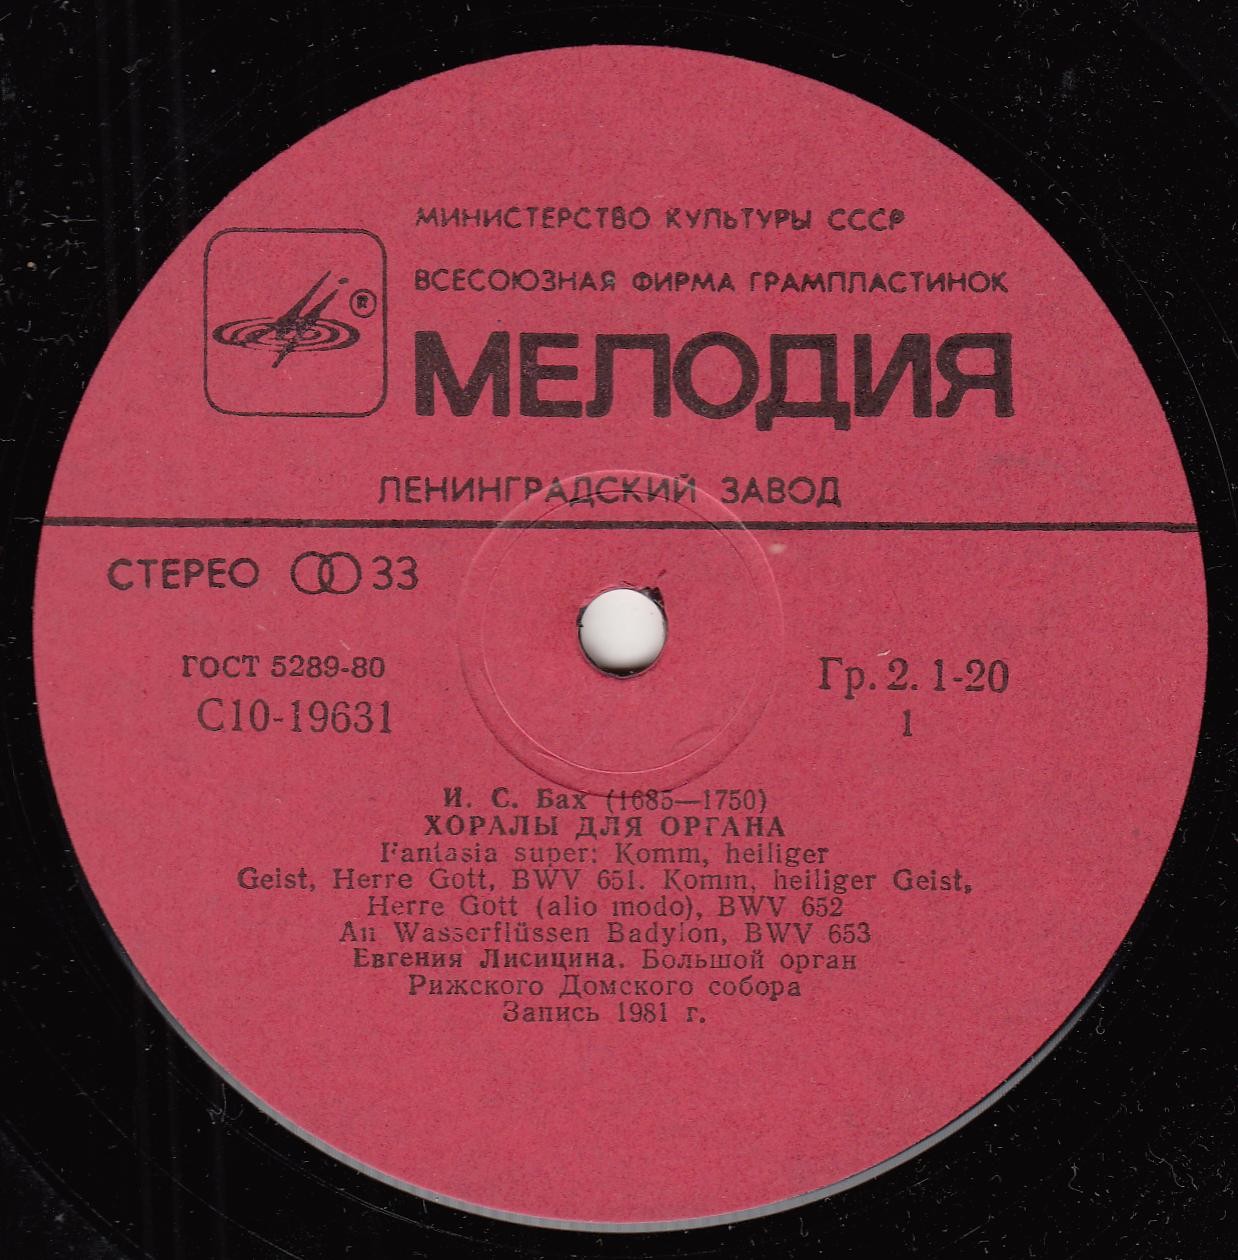 МИНИСТЕРСТВО КУЛЬТУРЫ СССР
ВСЕСОЮЗНАЯ ФИРМА ГРАМПЛАСТИНОК
®
МЕЛОДИЯ
ЛЕНИНГРАДСКИЙ ЗАВОД
СТЕРЕО 33
ГОСТ 5289-80
С10-19631
Гр. 2. 1-20
1
И. С. Бах (1685—1750)
ХОРАЛЫ ДЛЯ ОРГАНА
Fantasia super: Komm, heiliger
Geist, Herre Gott, BWV 651. Komm, heiliger Geist,
Herre Gott (alio modo), BWV 652
An Wasserflüssen Badylon, BWV 653
Евгения Лисицина. Большой орган
Рижского Домского собора
Запись 1981 г.